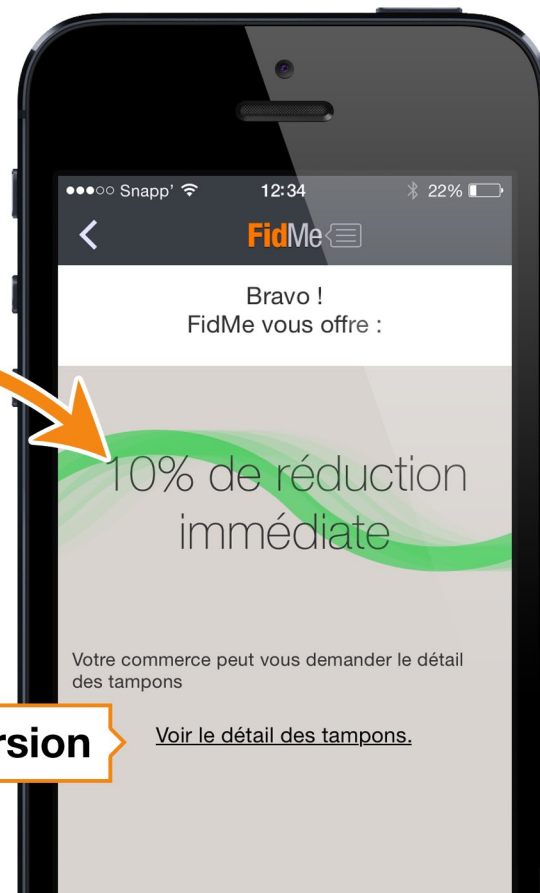 Snapp' 12:34 22%
FidMe
Bravo !
FidMe vous offre :
10% de réduction
immédiate
Votre commerce peut vous demander le détail
des tampons
rsion
Voir le détail des tampons.